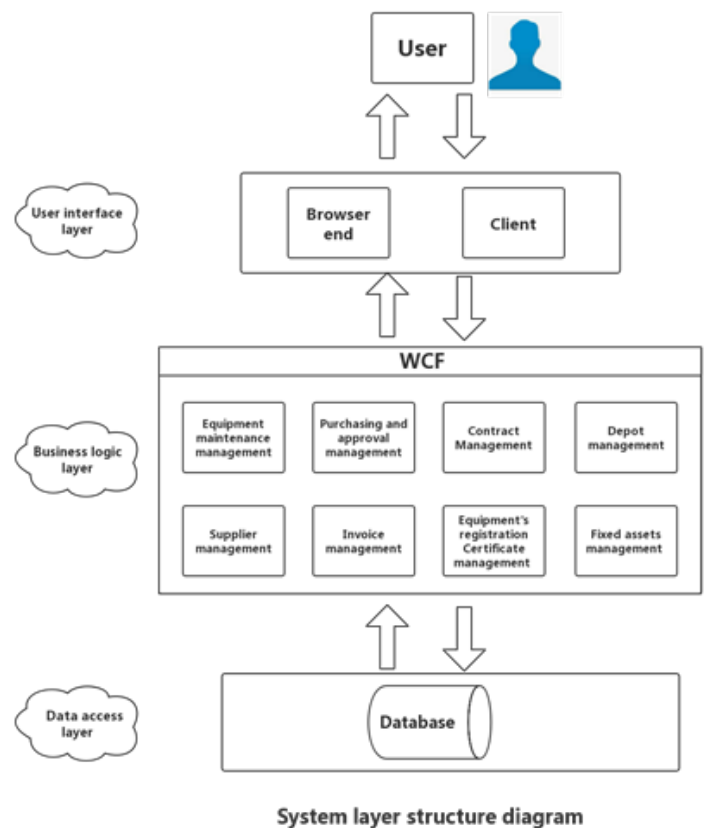 User
User interface
layer
Browser
end
Client
WCF
Business logic
layer
Equipment
maintenance
management
Purchasing and
approval
management
Contract
Management
Depot
management
Supplier
management
Invoice
management
Equipment's
registration
Certificate
management
Fixed assets
management
Data access
layer
Database
System layer structure diagram